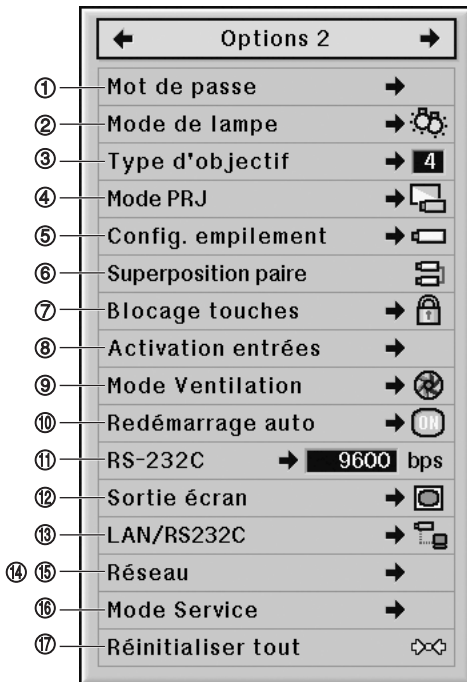 Options 2
① Mot de passe
② Mode de lampe
③ Type d'objectif 4
④ Mode PRJ
⑤ Config. empilement
⑥ Superposition paire
⑦ Blocage touches
⑧ Activation entrées
⑨ Mode Ventilation
⑩ Redémarrage auto ON
⑪ RS-232C 9600 bps
⑫ Sortie écran
⑬ LAN/RS232C
⑭ ⑮ Réseau
⑯ Mode Service
⑰ Réinitialiser tout